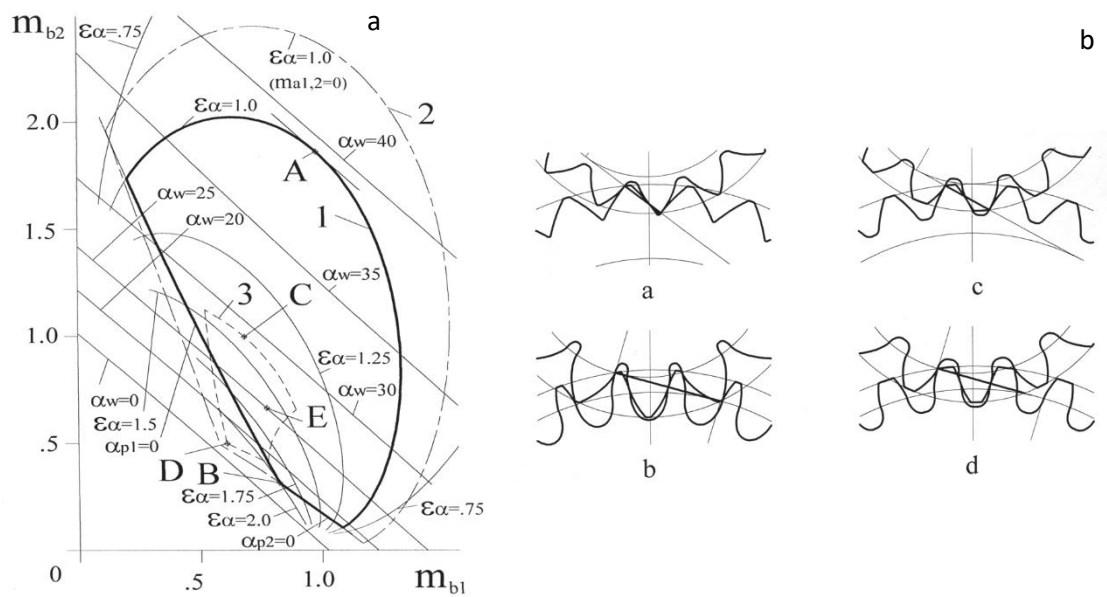 a
b
m_b2
εα=.75
εα=1.0
(ma1,2=0)
2
2.0
εα=1.0
αw=40
A
αw=25
αw=20
1
1.5
αw=35
3
C
1.0
εα=1.25
αw=30
αw=0
εα=1.5
αp1=0
E
.5
D
B
εα=1.75
εα=2.0
αp2=0
εα=.75
0
.5
1.0
m_b1
a
c
b
d